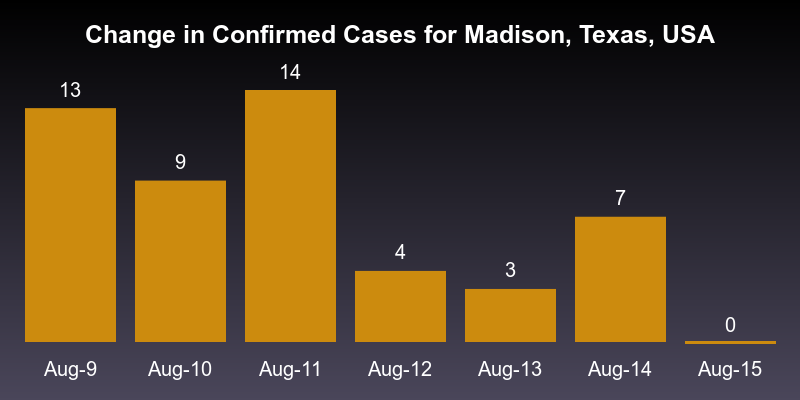 Change in Confirmed Cases for Madison, Texas, USA
13
9
14
4
3
7
0
Aug-9
Aug-10
Aug-11
Aug-12
Aug-13
Aug-14
Aug-15